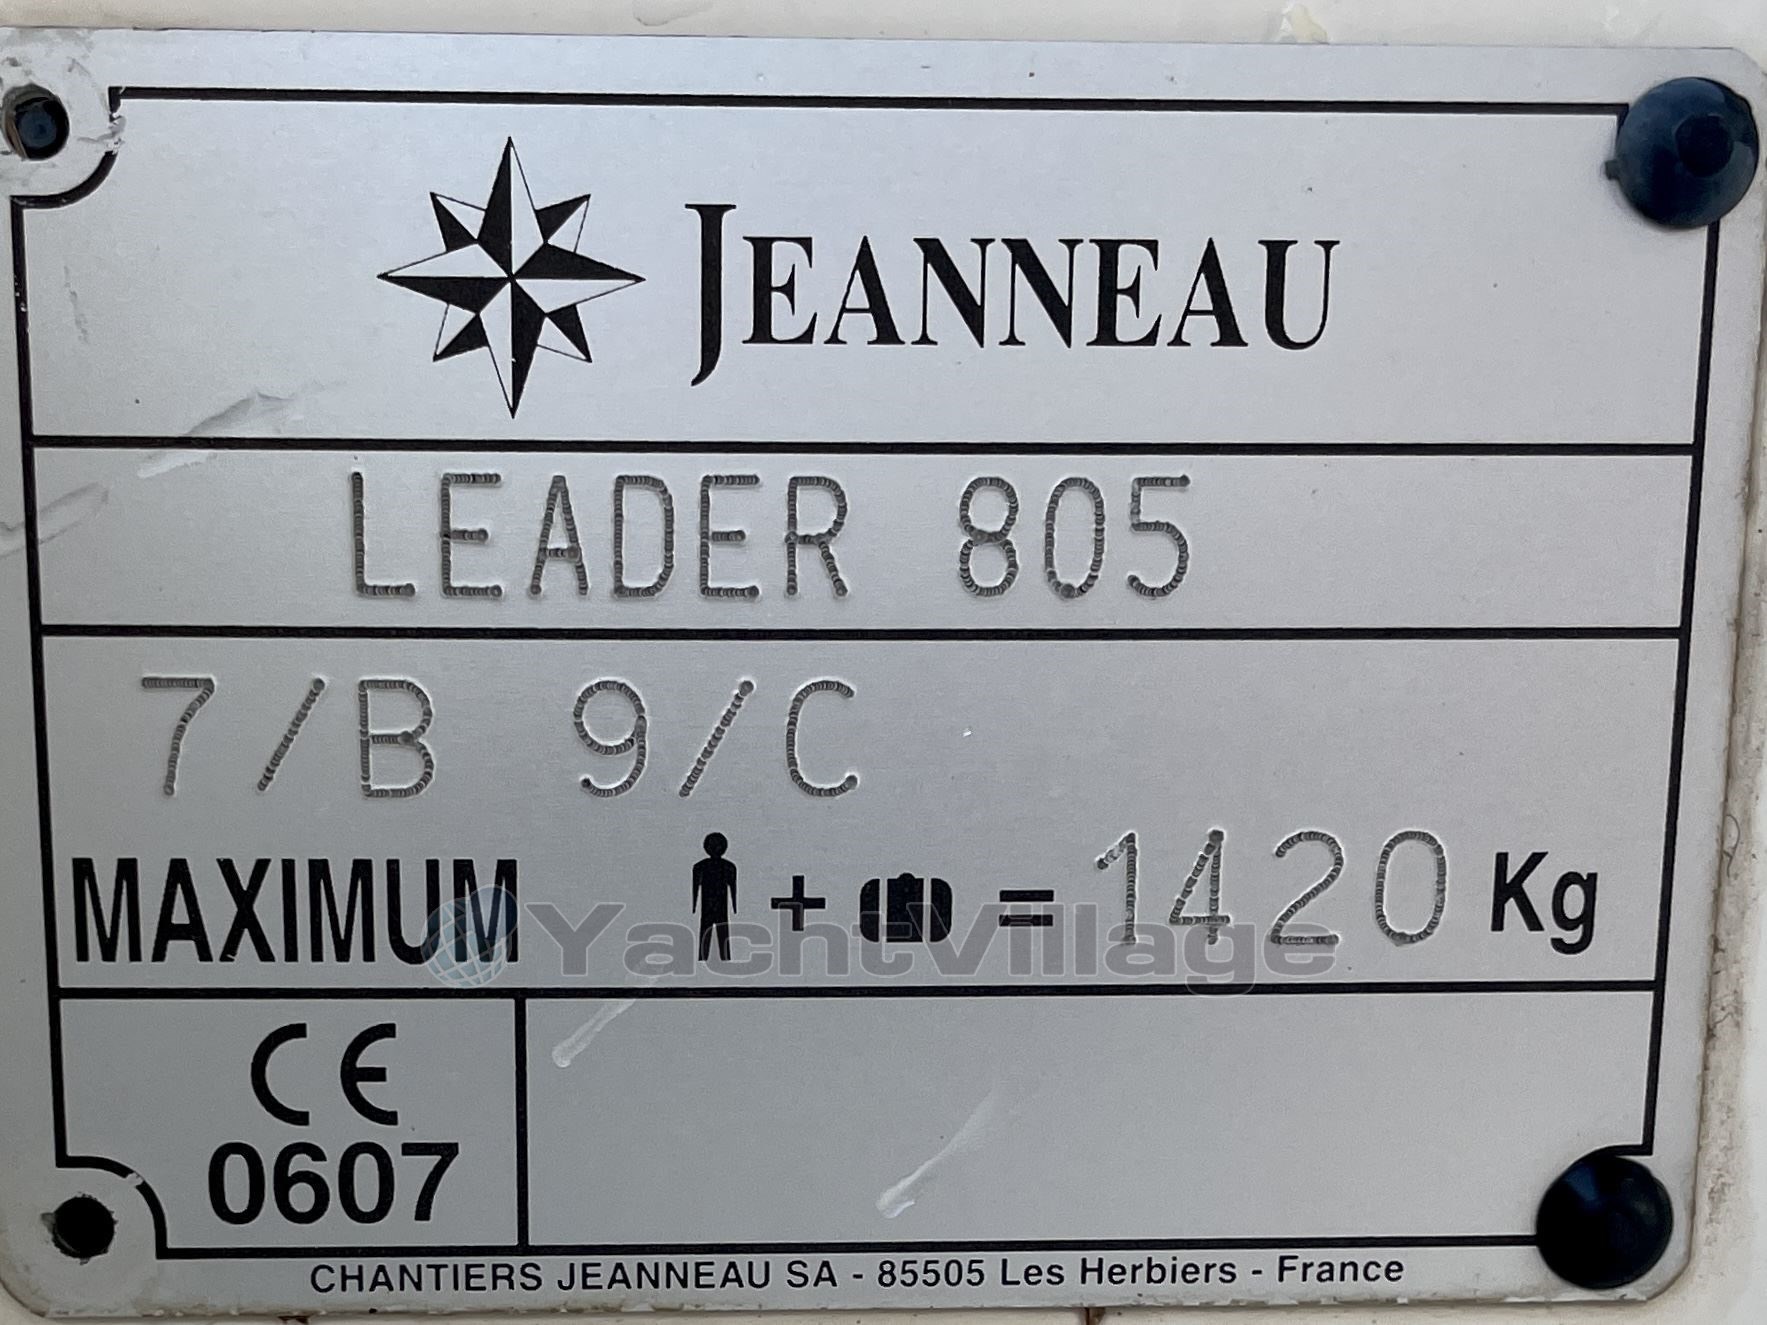 JEANNEAU
LEADER 805
7/B 9/C
MAXIMUM + = 1420 Kg
YachtVillage
CE
0607
CHANTIERS JEANNEAU SA - 85505 Les Herbiers - France